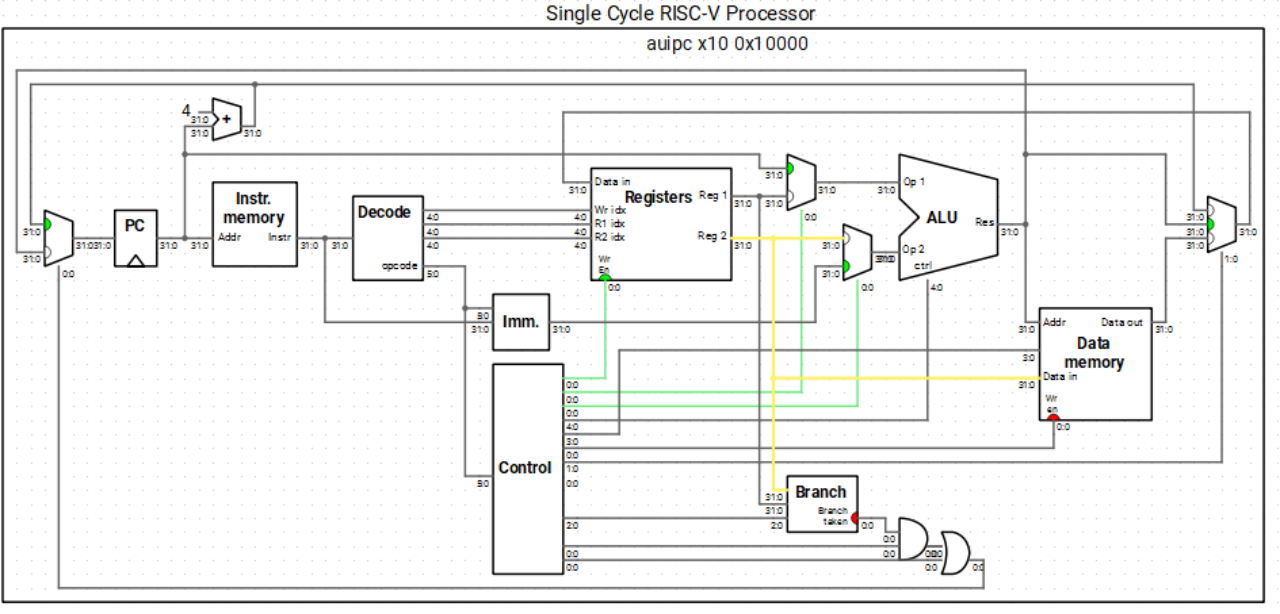 Single Cycle RISC-V Processor
auipc x10 0x10000
4
31:0
31:0
+
31:0
31:0
31:0
0:0
31:0
31:0
PC
31:0
31:0
Instr.
memory
Addr
Instr
31:0
31:0
Decode
opcode
4:0
4:0
4:0
5:0
31:0
4:0
4:0
4:0
Data in
Registers
Reg 1
Wr idx
R1 idx
R2 idx
Reg 2
Wr
En
0:0
31:0
31:0
31:0
31:0
31:0
0:0
31:0
31:0
0:0
31:0
Op 1
ALU
Res
Op 2
ctrl
4:0
31:0
31:0
31:0
31:0
31:0
1:0
5:0
31:0
Imm.
31:0
31:0
3:0
31:0
Addr
Data out
Data
memory
Data in
Wr
en
0:0
31:0
Control
5:0
0:0
0:0
0:0
4:0
3:0
0:0
1:0
0:0
2:0
0:0
0:0
31:0
31:0
2:0
Branch
Branch
taken
0:0
0:0
0:0
0:0
0:0